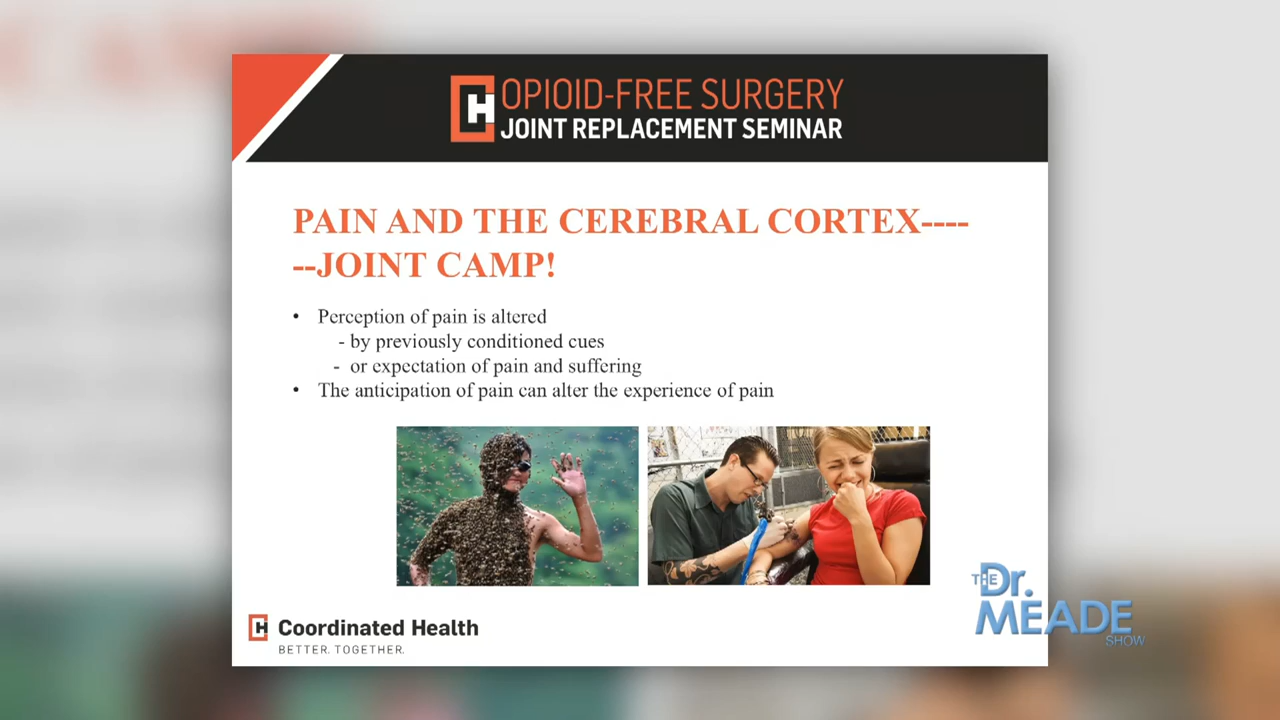 OPIOID-FREE SURGERY
JOINT REPLACEMENT SEMINAR
PAIN AND THE CEREBRAL CORTEX----
--JOINT CAMP!
• Perception of pain is altered
- by previously conditioned cues
- or expectation of pain and suffering
• The anticipation of pain can alter the experience of pain
CH Coordinated Health
BETTER. TOGETHER.
THE Dr.
MEADE
SHOW